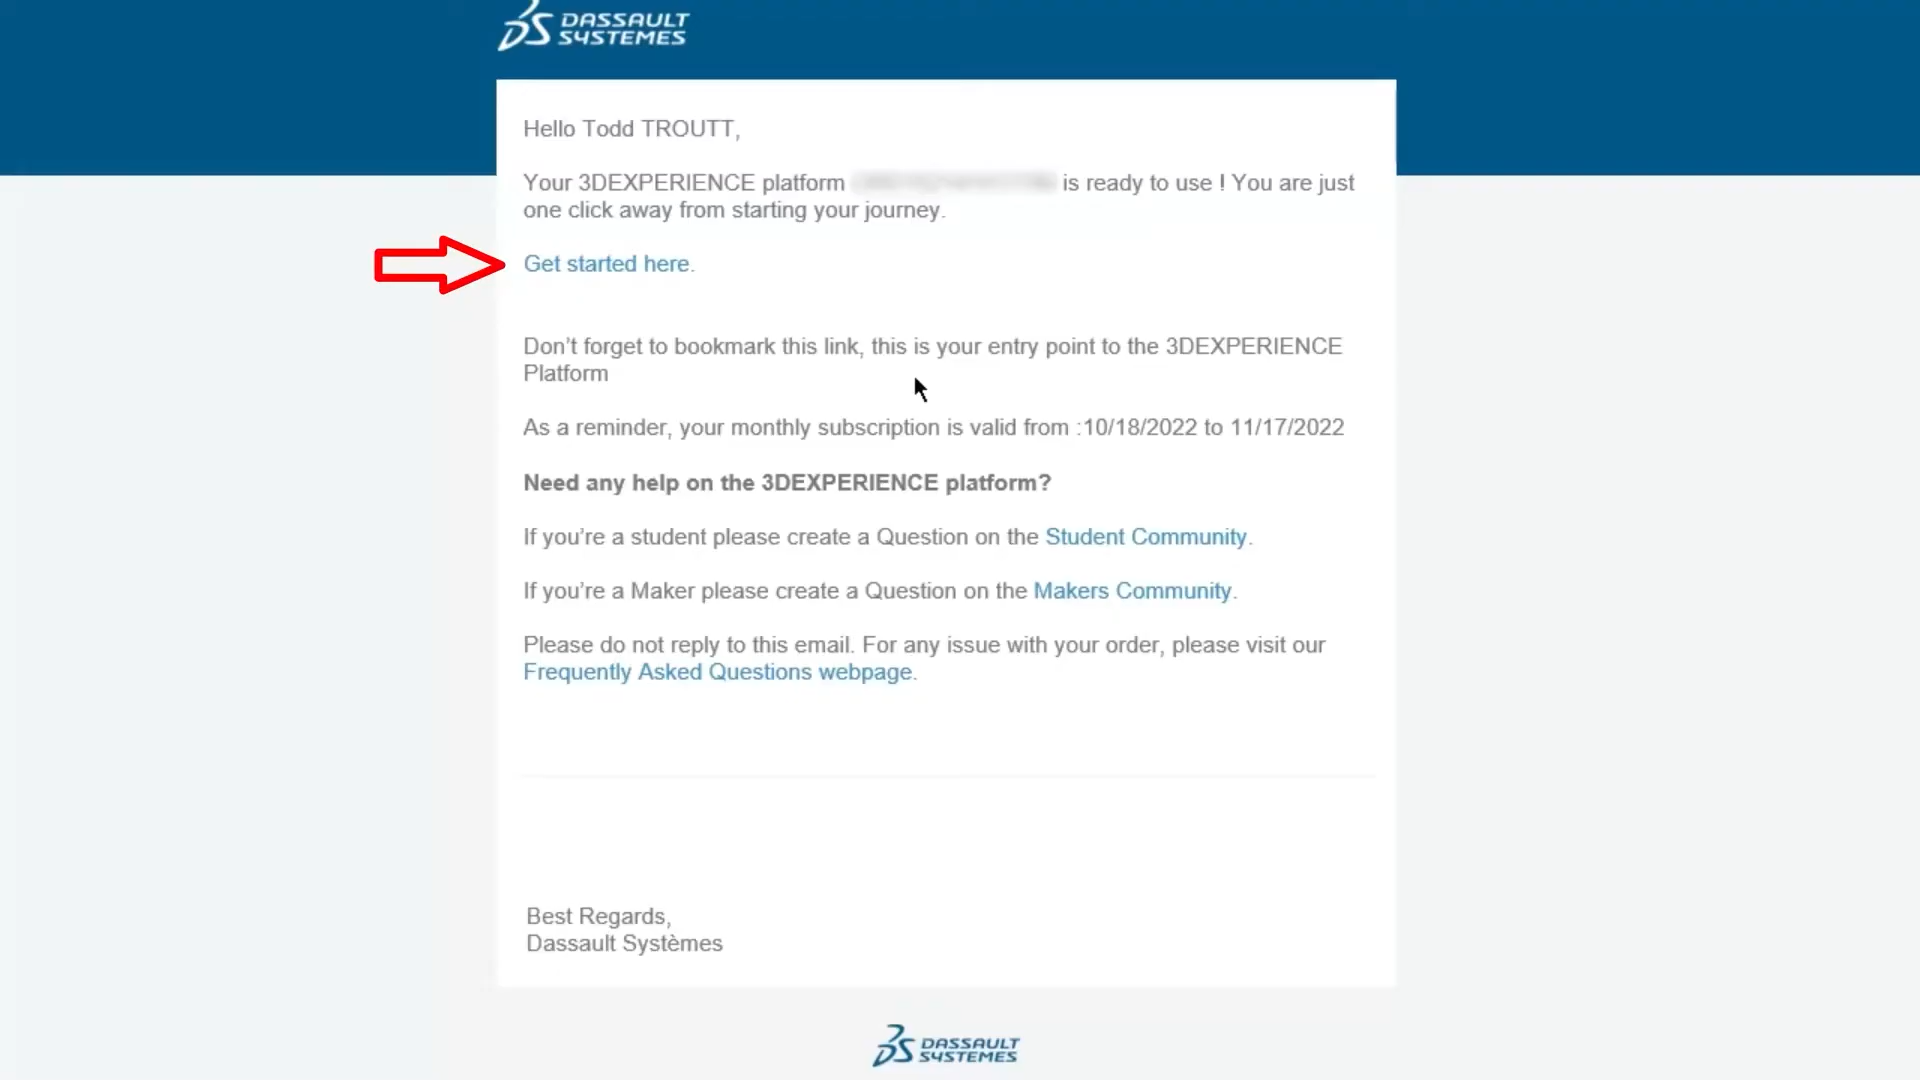 DASSAULT
SYSTEMES
Hello Todd TROUTT,
Your 3DEXPERIENCE platform is ready to use ! You are just
one click away from starting your journey.
Get started here.
Don’t forget to bookmark this link, this is your entry point to the 3DEXPERIENCE
Platform
As a reminder, your monthly subscription is valid from :10/18/2022 to 11/17/2022
Need any help on the 3DEXPERIENCE platform?
If you’re a student please create a Question on the Student Community.
If you’re a Maker please create a Question on the Makers Community.
Please do not reply to this email. For any issue with your order, please visit our
Frequently Asked Questions webpage.
Best Regards,
Dassault Systèmes
DASSAULT
SYSTEMES